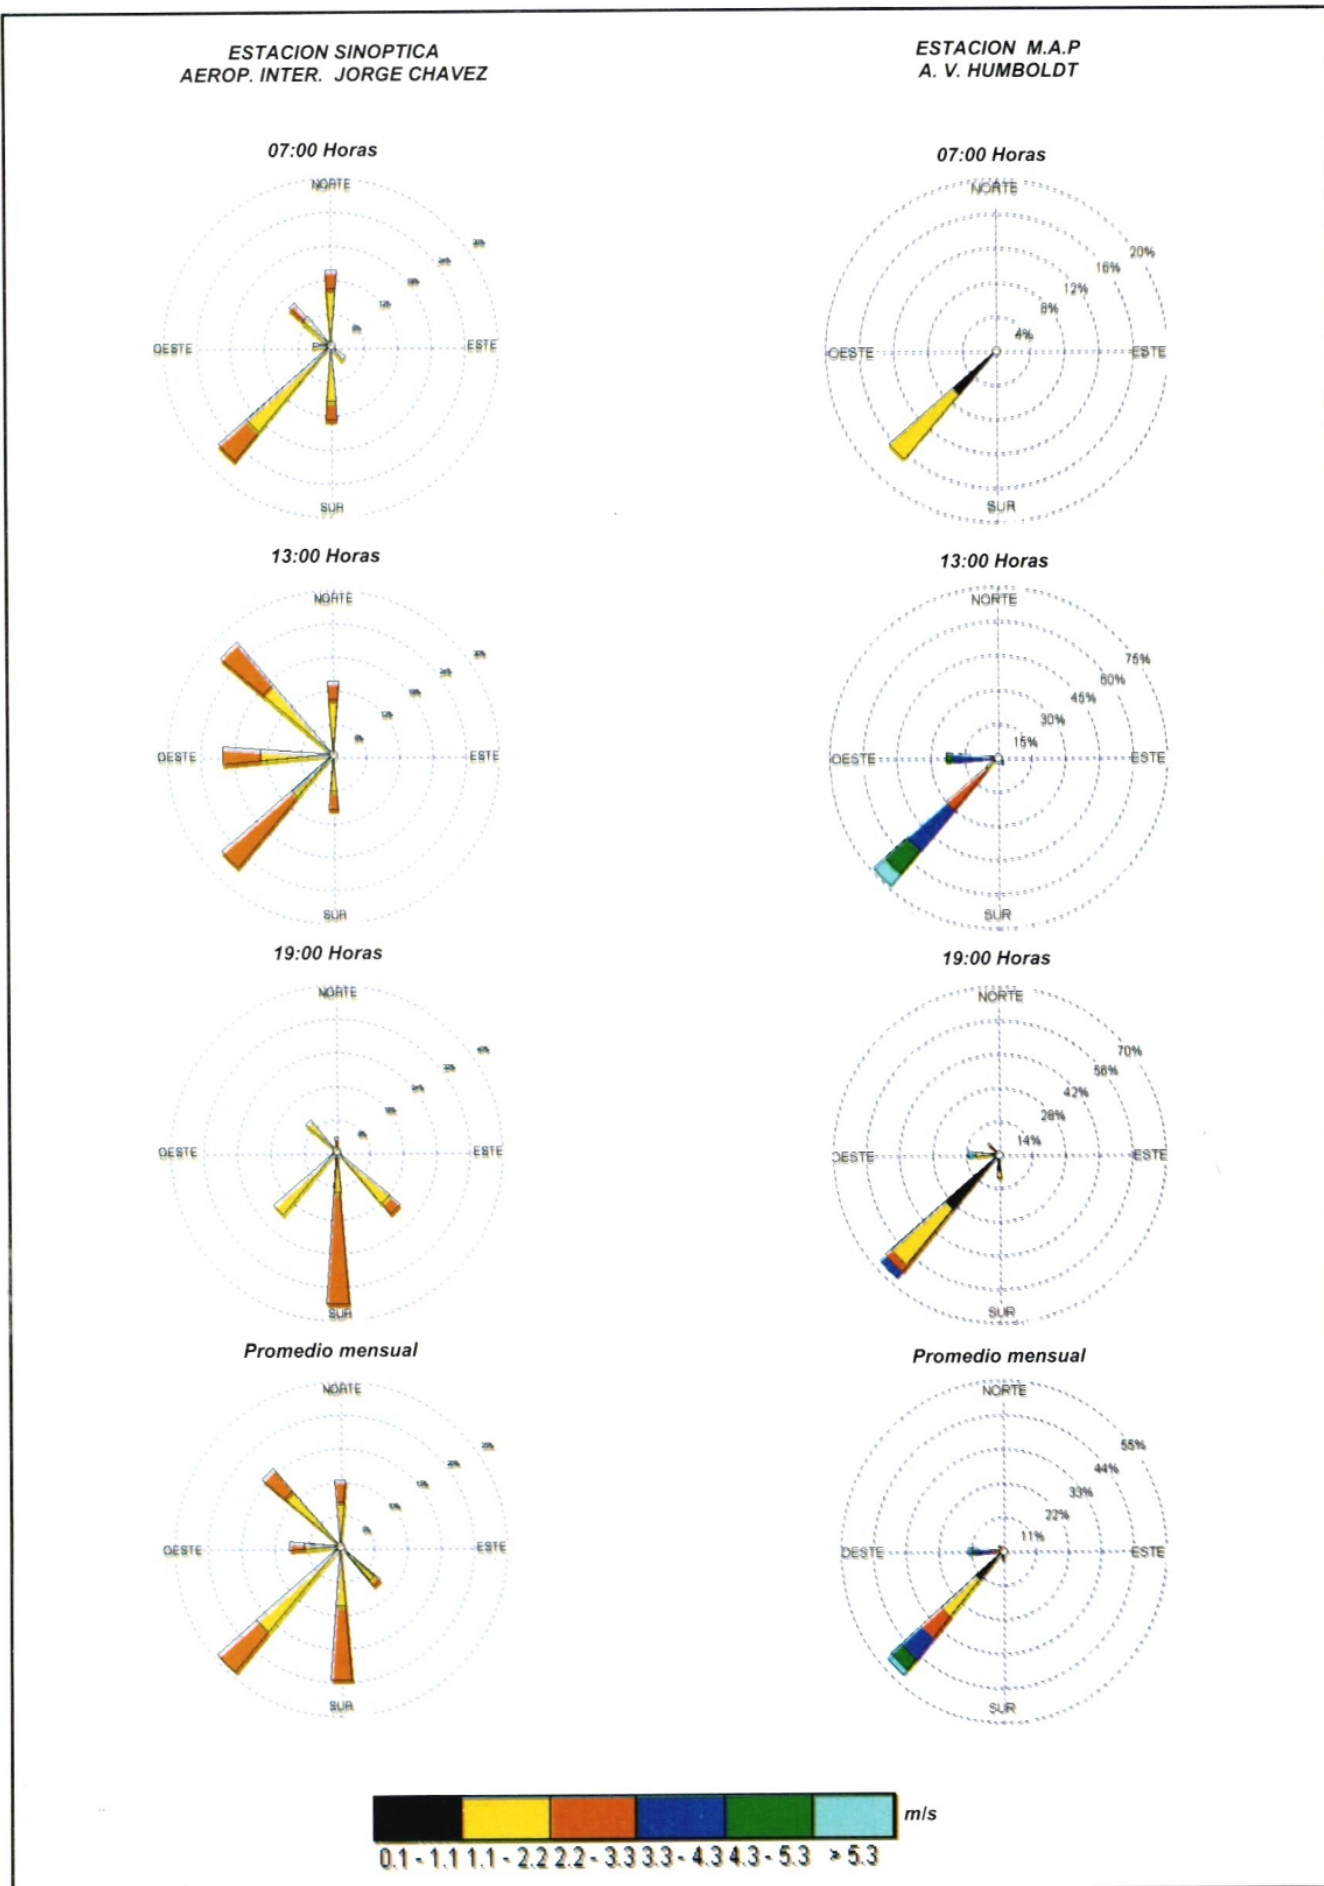 ESTACION SINOPTICA
AEROP. INTER. JORGE CHAVEZ
ESTACION M.A.P
A. V. HUMBOLDT
07:00 Horas
NORTE
OESTE
ESTE
SUR
07:00 Horas
NORTE
20%
16%
12%
8%
4%
OESTE
ESTE
SUR
13:00 Horas
NORTE
OESTE
ESTE
SUR
13:00 Horas
NORTE
75%
60%
45%
30%
15%
OESTE
ESTE
SUR
19:00 Horas
NORTE
OESTE
ESTE
SUR
19:00 Horas
NORTE
70%
56%
42%
28%
14%
OESTE
ESTE
SUR
Promedio mensual
NORTE
OESTE
ESTE
SUR
Promedio mensual
NORTE
55%
44%
33%
22%
11%
OESTE
ESTE
SUR
m/s
0.1 - 1.1 1.1 - 2.2 2.2 - 3.3 3.3 - 4.3 4.3 - 5.3 > 5.3